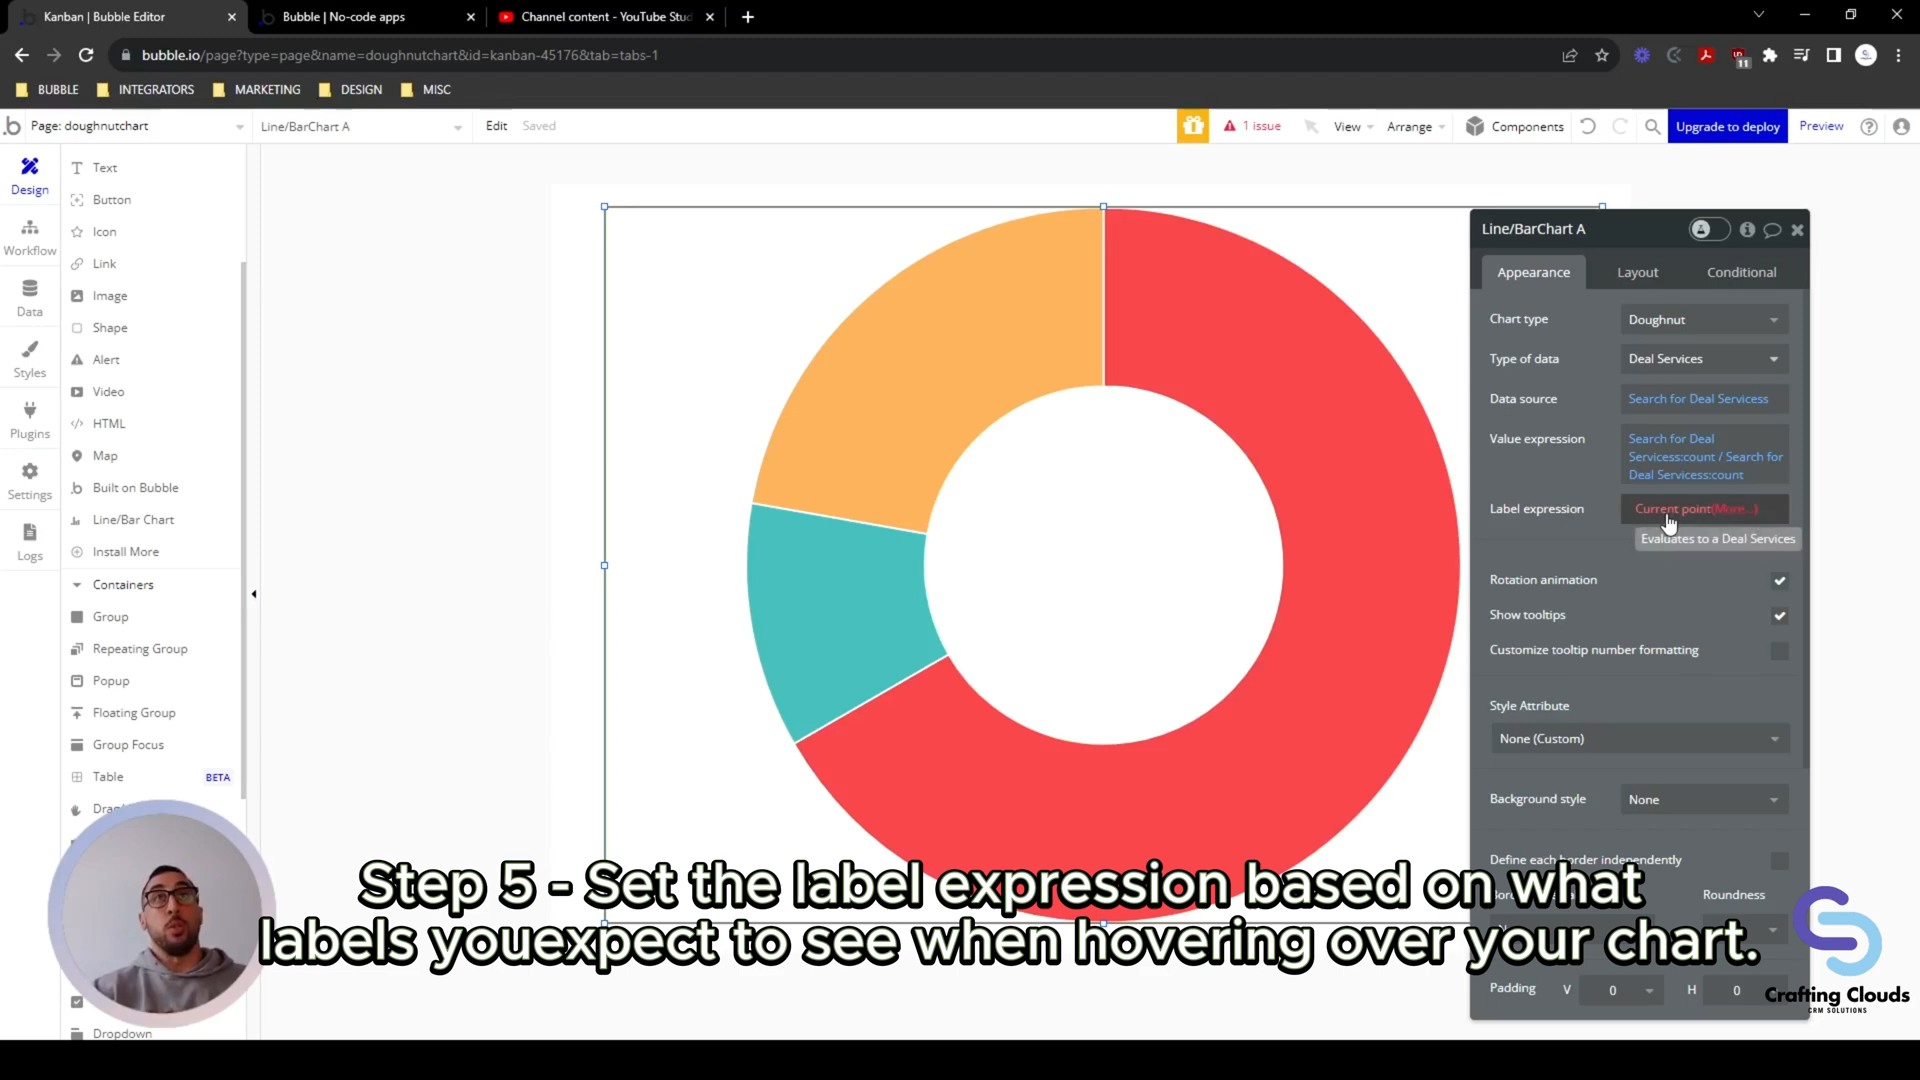 Kanban | Bubble Editor
Bubble | No-code apps
Channel content - YouTube Stud
bubble.io/page?type=page&name=doughnutchart&id=kanban-45176&tab=tabs-1
11
BUBBLE
INTEGRATORS
MARKETING
DESIGN
MISC
Page: doughnutchart
Line/BarChart A
Edit
Saved
1 issue
View
Arrange
Components
Upgrade to deploy
Preview
Design
Workflow
Data
Styles
Plugins
Settings
Logs
Text
Button
Icon
Link
Image
Shape
Alert
Video
HTML
Map
Built on Bubble
Line/Bar Chart
Install More
Containers
Group
Repeating Group
Popup
Floating Group
Group Focus
Table
BETA
Dropdown
Line/BarChart A
Appearance
Layout
Conditional
Chart type
Doughnut
Type of data
Deal Services
Data source
Search for Deal Servicess
Value expression
Search for Deal
Servicess:count / Search for
Deal Servicess:count
Label expression
Current point(More...)
Evaluates to a Deal Services
Rotation animation
Show tooltips
Customize tooltip number formatting
Style Attribute
None (Custom)
Background style
None
Define each border independently
Roundness
Padding
V
0
H
0
Step 5 - Set the label expression based on what
labels youexpect to see when hovering over your chart.
Crafting Clouds
CRM SOLUTIONS